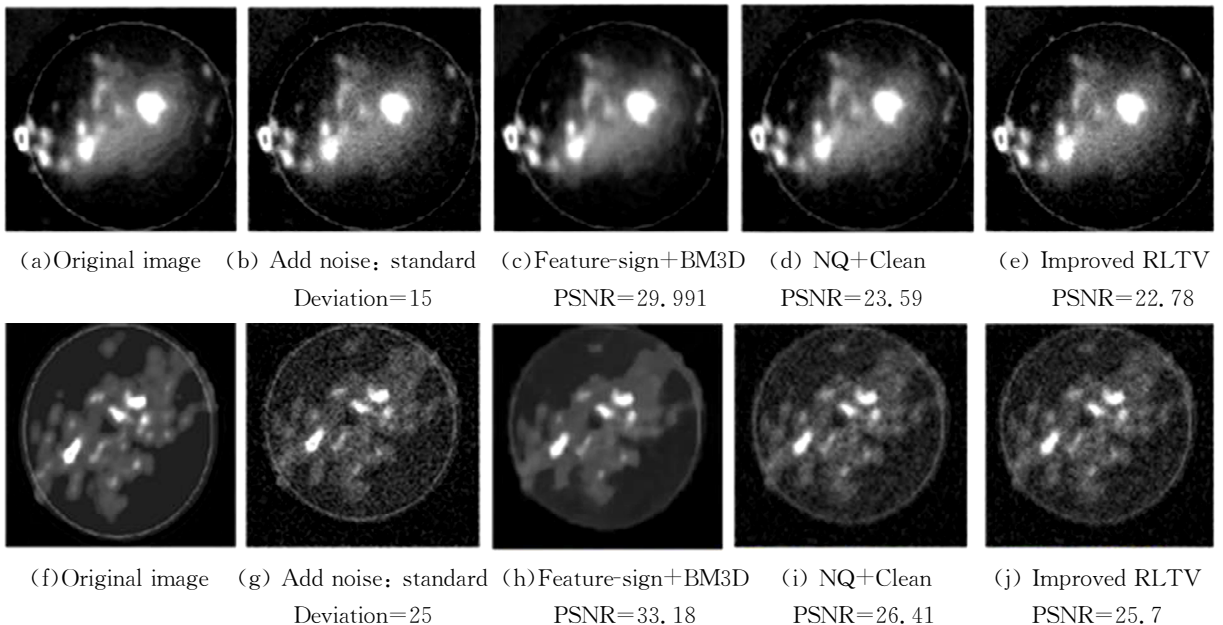 (a)Original image (b) Add noise: standard (c)Feature-sign+BM3D (d) NQ+Clean (e) Improved RLTV
Deviation=15 PSNR=29.991 PSNR=23.59 PSNR=22.78
(f)Original image (g) Add noise: standard (h)Feature-sign+BM3D (i) NQ+Clean (j) Improved RLTV
Deviation=25 PSNR=33.18 PSNR=26.41 PSNR=25.7